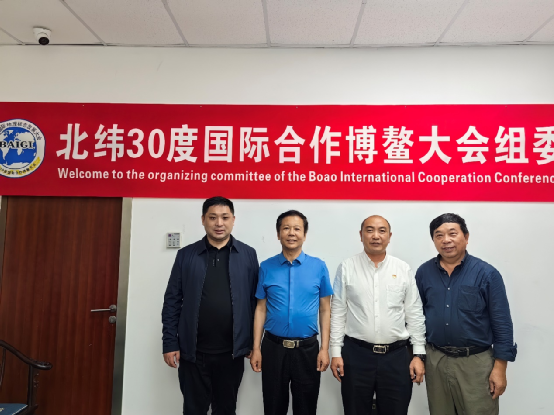 北纬30度国际合作博鳌大会组委
Welcome to the organizing committee of the Boao International Cooperation Conferenc
BAIGL